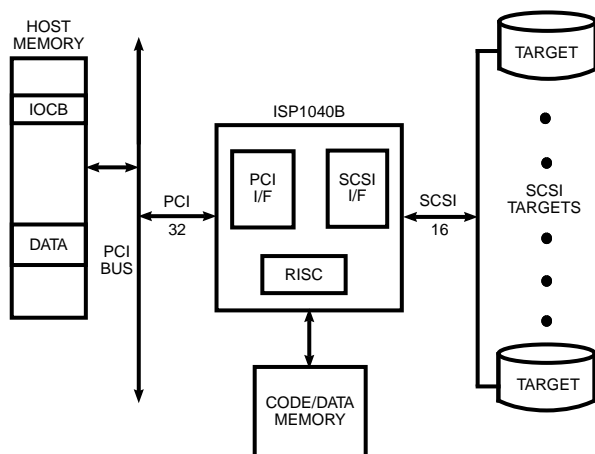 HOST
MEMORY
IOCB
DATA
PCI
BUS
PCI
32
ISP1040B
PCI
I/F
SCSI
I/F
RISC
CODE/DATA
MEMORY
SCSI
16
TARGET
SCSI
TARGETS
TARGET